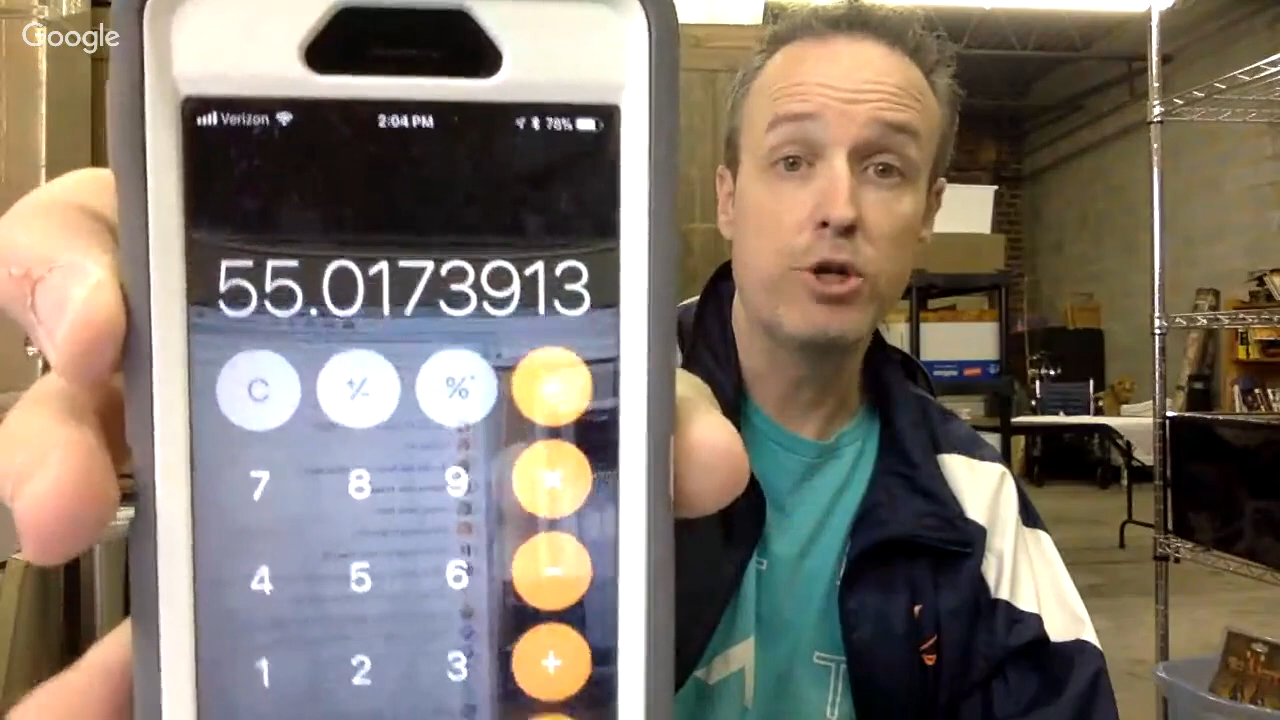 Google
Verizon 2:04 PM 78%
55.0173913
C +/- %
7 8 9 ×
4 5 6 −
1 2 3 +